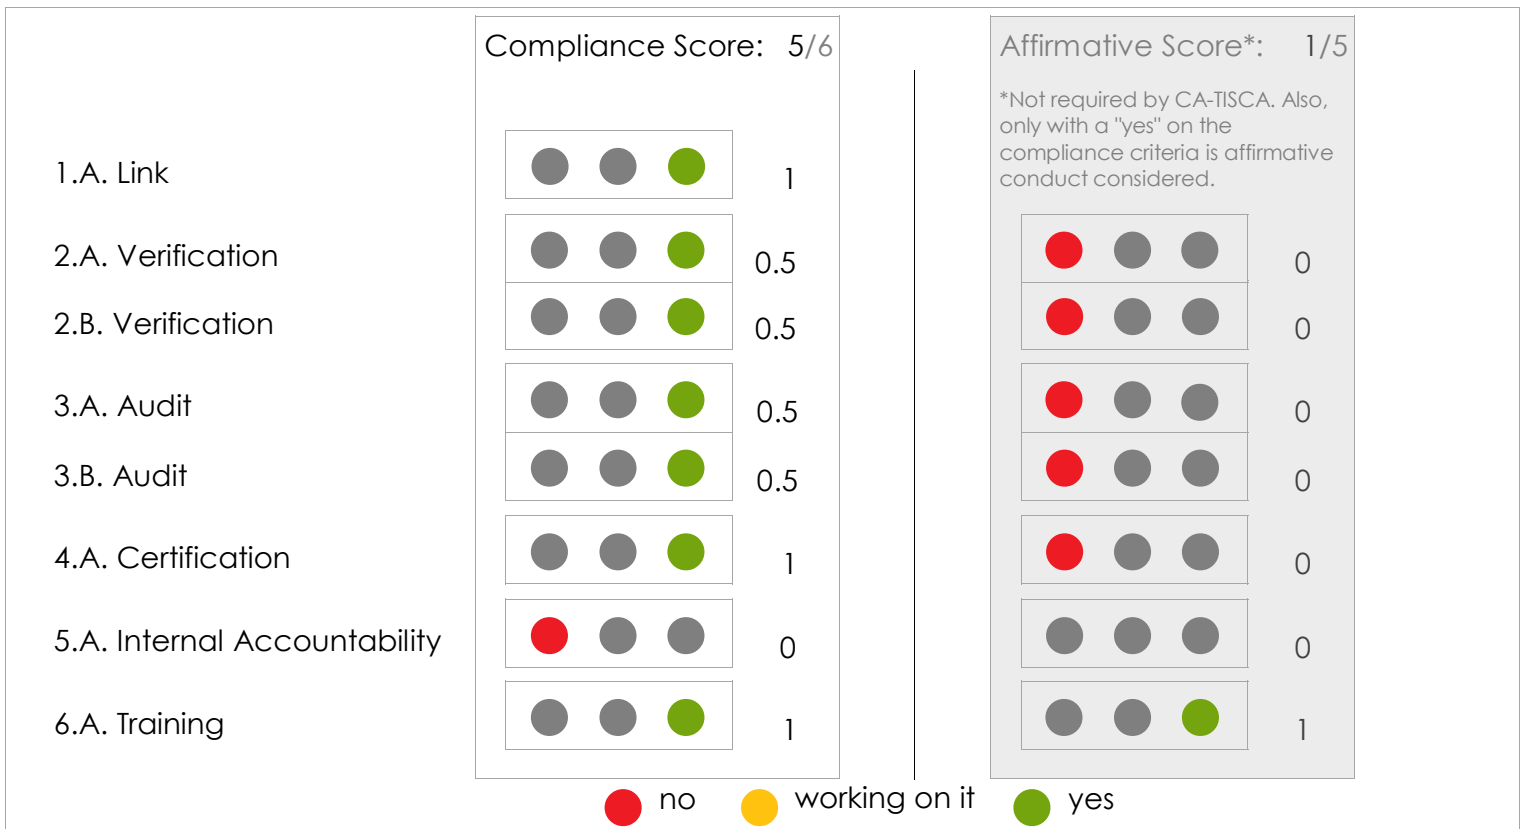 Compliance Score: 5/6
Affirmative Score*: 1/5
*Not required by CA-TISCA. Also,
only with a "yes" on the
compliance criteria is affirmative
conduct considered.
1.A. Link 1
2.A. Verification 0.5 0
2.B. Verification 0.5 0
3.A. Audit 0.5 0
3.B. Audit 0.5 0
4.A. Certification 1 0
5.A. Internal Accountability 0 0
6.A. Training 1 1
no working on it yes